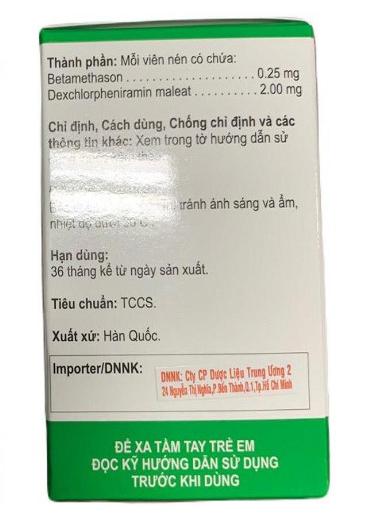 Thành phần: Mỗi viên nén có chứa:
Betamethason . . . . . . . . . . . . . . . . . . . 0.25 mg
Dexchlorpheniramin maleat . . . . . . . . . 2.00 mg
Chỉ định, Cách dùng, Chống chỉ định và các
thông tin khác: Xem trong tờ hướng dẫn sử
tránh ánh sáng và ẩm,
nhiệt độ dưới
Hạn dùng:
36 tháng kể từ ngày sản xuất.
Tiêu chuẩn: TCCS.
Xuất xứ: Hàn Quốc.
Importer/DNNK:
DNNK: Cty CP Dược Liệu Trung Ương 2
24 Nguyễn Thị Nghĩa,P.Bến Thành,Q.1,Tp.Hồ Chí Minh
ĐỂ XA TẦM TAY TRẺ EM
ĐỌC KỸ HƯỚNG DẪN SỬ DỤNG
TRƯỚC KHI DÙNG